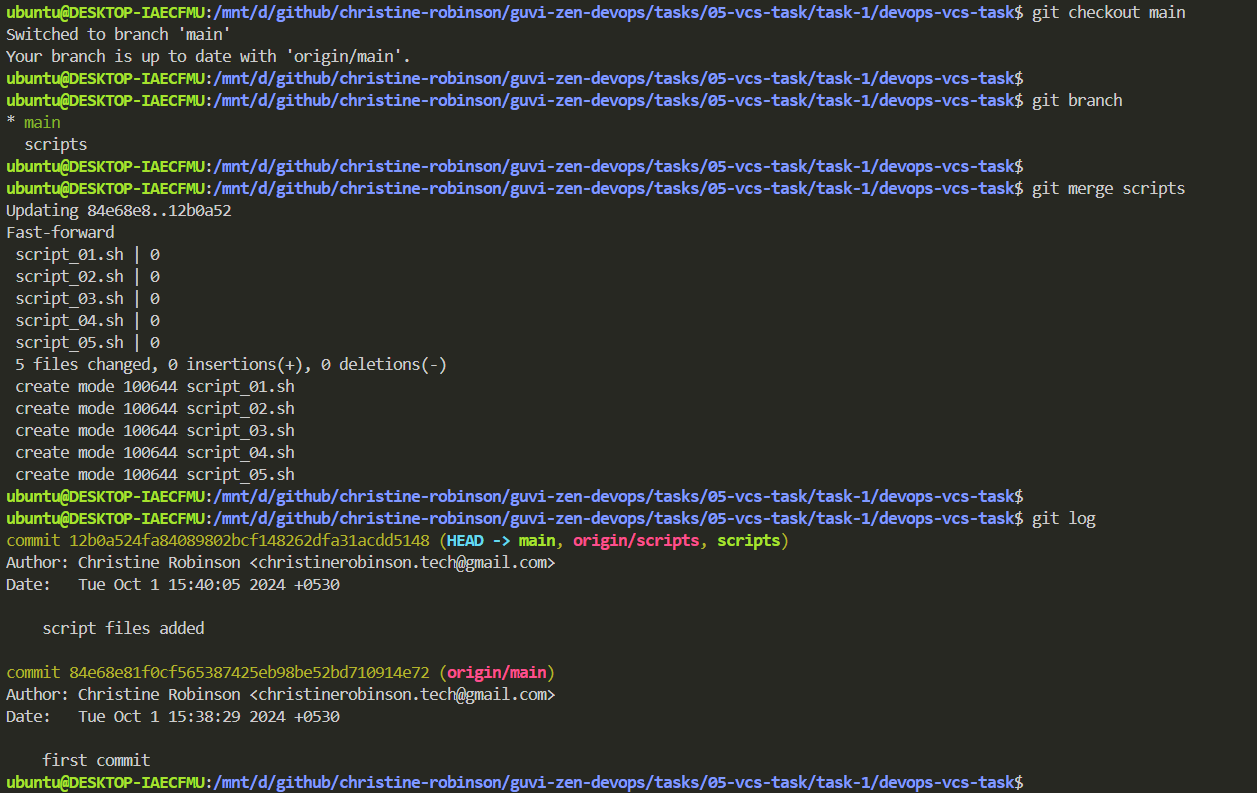 ubuntu@DESKTOP-IAECFMU:/mnt/d/github/christine-robinson/guvi-zen-devops/tasks/05-vcs-task/task-1/devops-vcs-task$ git checkout main
Switched to branch 'main'
Your branch is up to date with 'origin/main'.
ubuntu@DESKTOP-IAECFMU:/mnt/d/github/christine-robinson/guvi-zen-devops/tasks/05-vcs-task/task-1/devops-vcs-task$
ubuntu@DESKTOP-IAECFMU:/mnt/d/github/christine-robinson/guvi-zen-devops/tasks/05-vcs-task/task-1/devops-vcs-task$ git branch
* main
  scripts
ubuntu@DESKTOP-IAECFMU:/mnt/d/github/christine-robinson/guvi-zen-devops/tasks/05-vcs-task/task-1/devops-vcs-task$
ubuntu@DESKTOP-IAECFMU:/mnt/d/github/christine-robinson/guvi-zen-devops/tasks/05-vcs-task/task-1/devops-vcs-task$ git merge scripts
Updating 84e68e8..12b0a52
Fast-forward
 script_01.sh | 0
 script_02.sh | 0
 script_03.sh | 0
 script_04.sh | 0
 script_05.sh | 0
 5 files changed, 0 insertions(+), 0 deletions(-)
 create mode 100644 script_01.sh
 create mode 100644 script_02.sh
 create mode 100644 script_03.sh
 create mode 100644 script_04.sh
 create mode 100644 script_05.sh
ubuntu@DESKTOP-IAECFMU:/mnt/d/github/christine-robinson/guvi-zen-devops/tasks/05-vcs-task/task-1/devops-vcs-task$
ubuntu@DESKTOP-IAECFMU:/mnt/d/github/christine-robinson/guvi-zen-devops/tasks/05-vcs-task/task-1/devops-vcs-task$ git log
commit 12b0a524fa84089802bcf148262dfa31acdd5148 (HEAD -> main, origin/scripts, scripts)
Author: Christine Robinson <christinerobinson.tech@gmail.com>
Date:   Tue Oct 1 15:40:05 2024 +0530

    script files added

commit 84e68e81f0cf565387425eb98be52bd710914e72 (origin/main)
Author: Christine Robinson <christinerobinson.tech@gmail.com>
Date:   Tue Oct 1 15:38:29 2024 +0530

    first commit
ubuntu@DESKTOP-IAECFMU:/mnt/d/github/christine-robinson/guvi-zen-devops/tasks/05-vcs-task/task-1/devops-vcs-task$